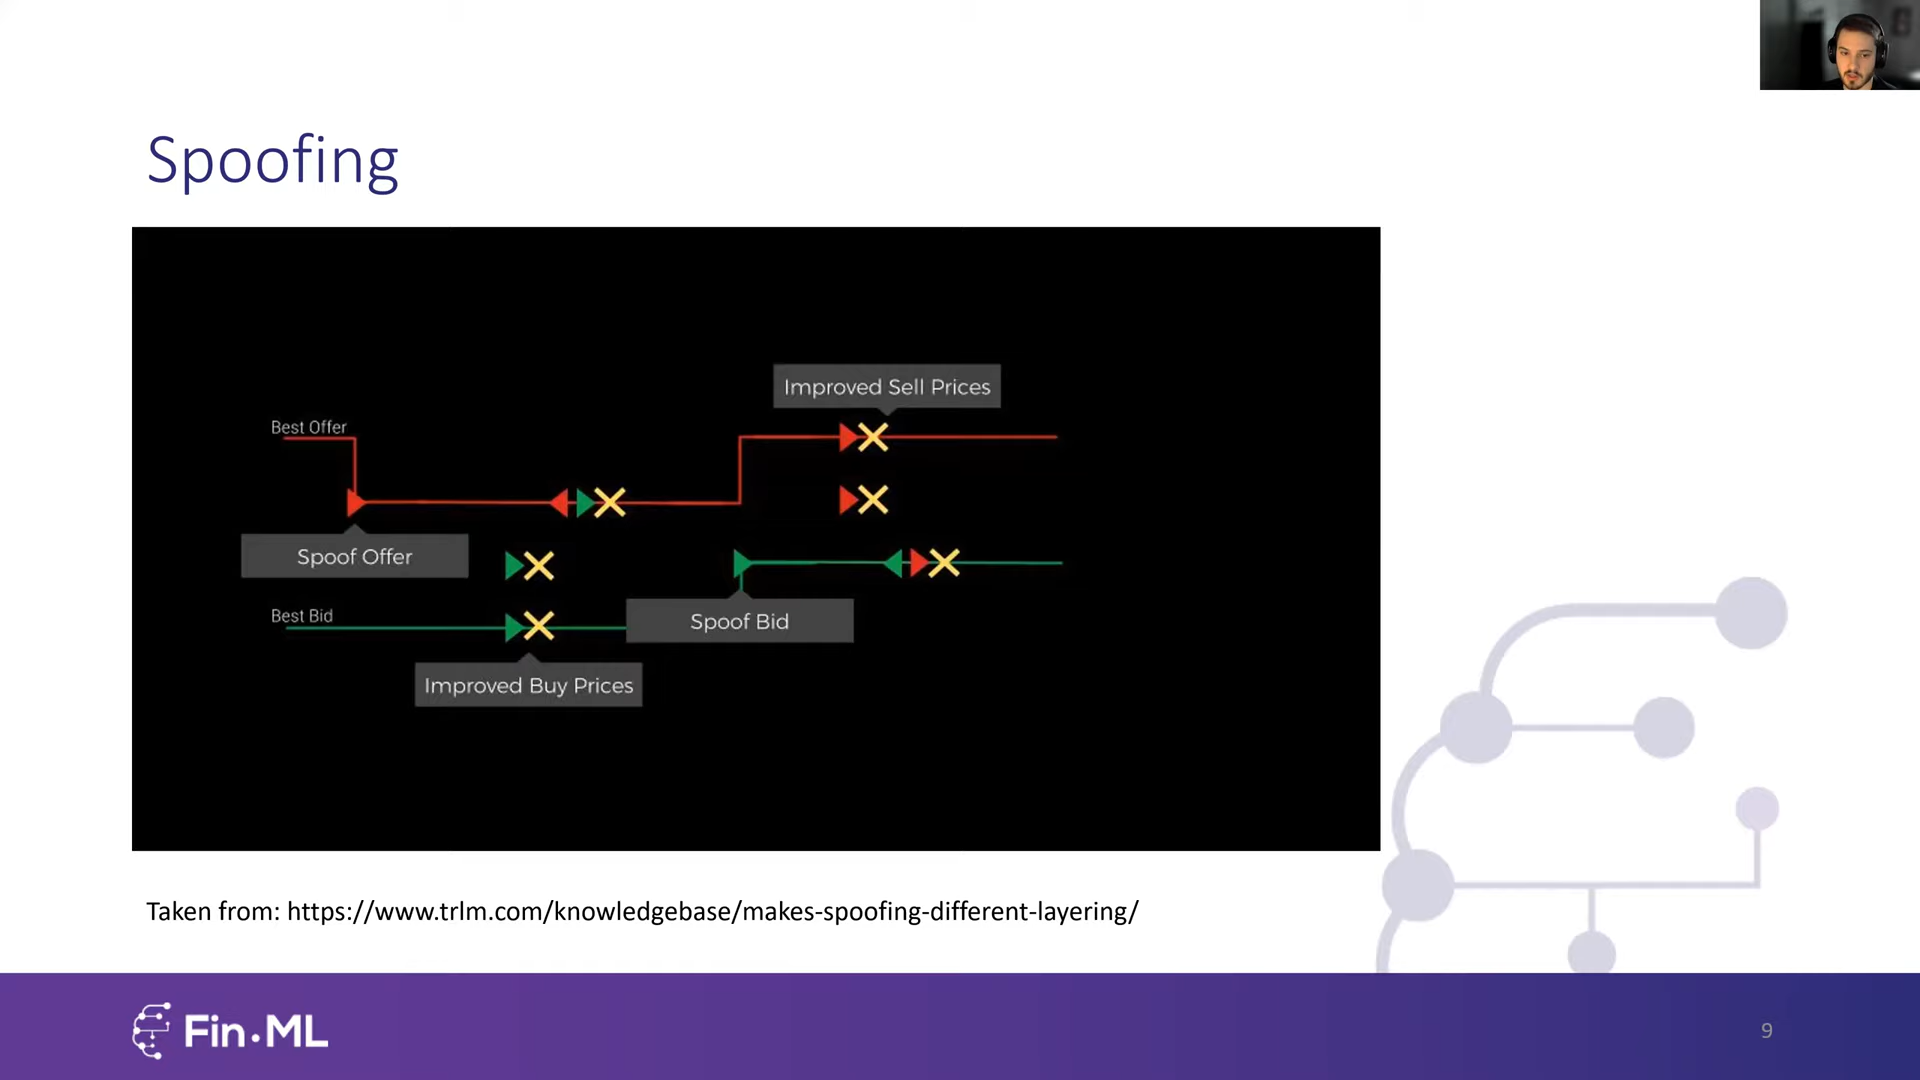 Spoofing
Improved Sell Prices
Best Offer
Spoof Offer
Best Bid
Spoof Bid
Improved Buy Prices
Taken from: https://www.trlm.com/knowledgebase/makes-spoofing-different-layering/
Fin·ML
9